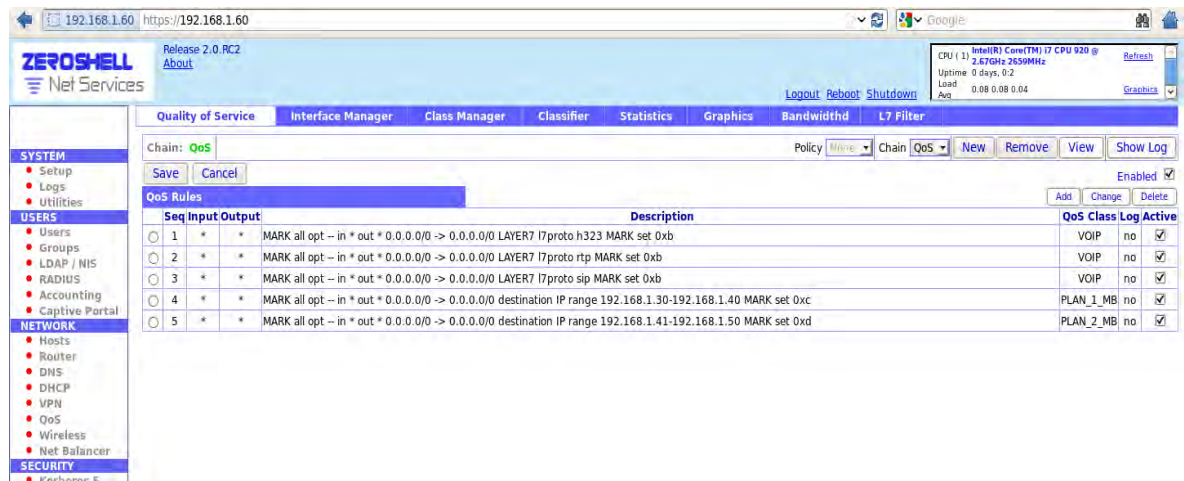 192.168.1.60 https://192.168.1.60 Google
ZEROSHELL
Net Services
Release 2.0.RC2
About
Logout Reboot Shutdown
CPU (1) Intel(R) Core(TM) i7 CPU 920 @ 2.67GHz 2659MHz Refresh
Uptime 0 days, 0:2
Load Avg 0.08 0.08 0.04 Graphics
Quality of Service Interface Manager Class Manager Classifier Statistics Graphics Bandwidthd L7 Filter
Chain: QoS Policy None Chain QoS New Remove View Show Log
Save Cancel Enabled
QoS Rules Add Change Delete
Seq Input Output Description QoS Class Log Active
1 * * MARK all opt -- in * out * 0.0.0.0/0 -> 0.0.0.0/0 LAYER7 l7proto h323 MARK set 0xb VOIP no
2 * * MARK all opt -- in * out * 0.0.0.0/0 -> 0.0.0.0/0 LAYER7 l7proto rtp MARK set 0xb VOIP no
3 * * MARK all opt -- in * out * 0.0.0.0/0 -> 0.0.0.0/0 LAYER7 l7proto sip MARK set 0xb VOIP no
4 * * MARK all opt -- in * out * 0.0.0.0/0 -> 0.0.0.0/0 destination IP range 192.168.1.30-192.168.1.40 MARK set 0xc PLAN_1_MB no
5 * * MARK all opt -- in * out * 0.0.0.0/0 -> 0.0.0.0/0 destination IP range 192.168.1.41-192.168.1.50 MARK set 0xd PLAN_2_MB no
SYSTEM
Setup
Logs
Utilities
USERS
Users
Groups
LDAP / NIS
RADIUS
Accounting
Captive Portal
NETWORK
Hosts
Router
DNS
DHCP
VPN
QoS
Wireless
Net Balancer
SECURITY